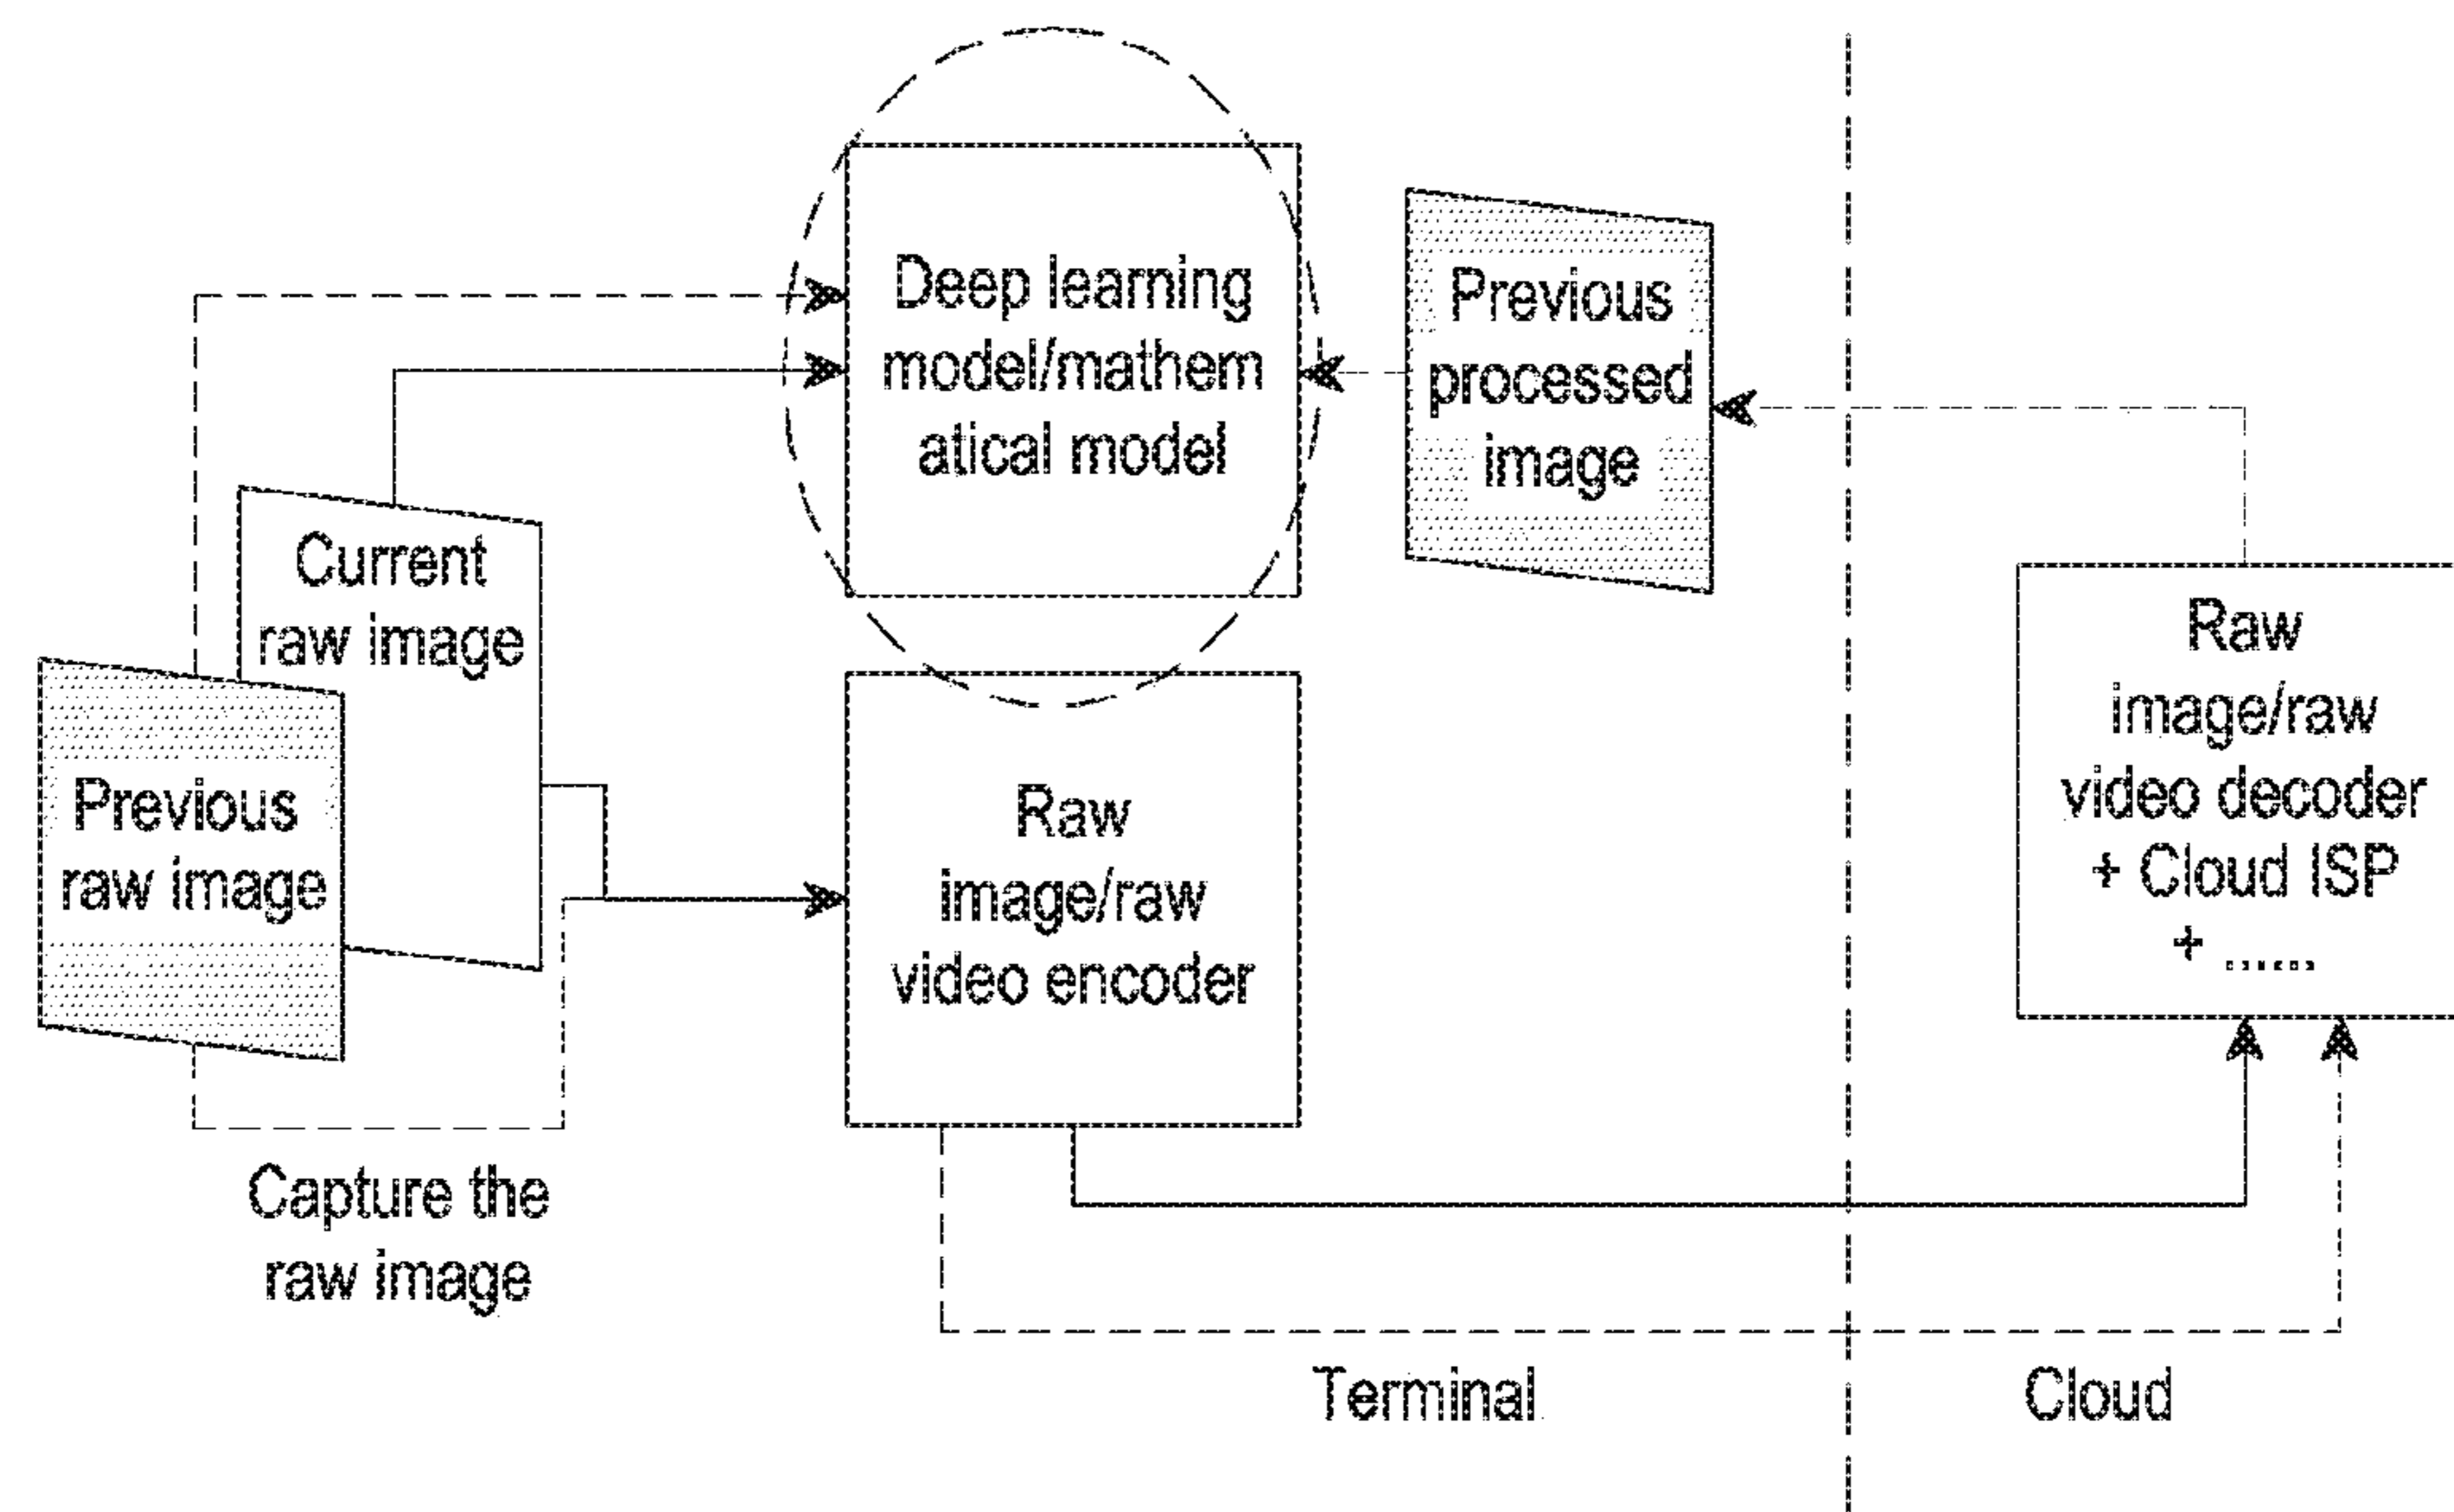 Deep learning
model/mathem
atical model
Previous
processed
image
Current
raw image
Previous
raw image
Raw
image/raw
video encoder
Raw
image/raw
video decoder
+ Cloud ISP
+ ......
Capture the
raw image
Terminal
Cloud